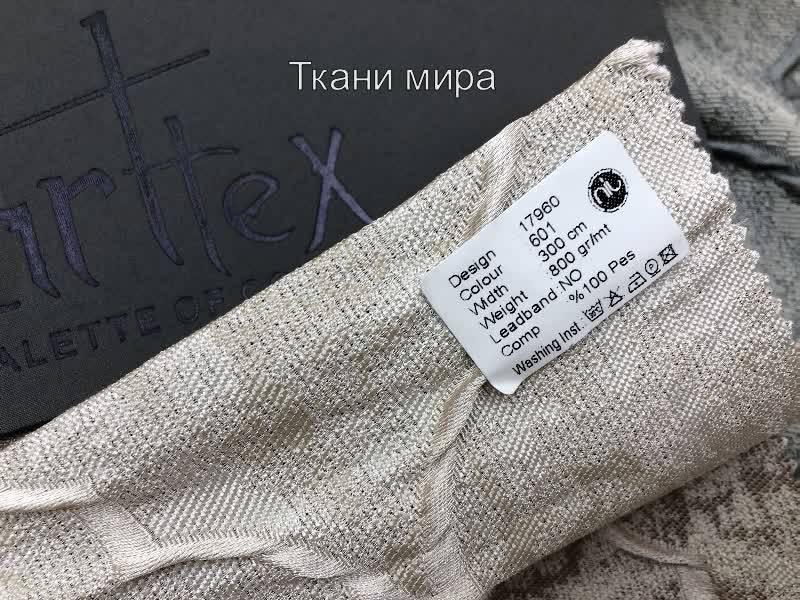 Ткани мира
arttex
PALETTE OF
Design 17960
Colour 601
Width 300 cm
Weight 800 gr/mt
Leadband: NO
Comp %100 Pes
Washing Inst.: